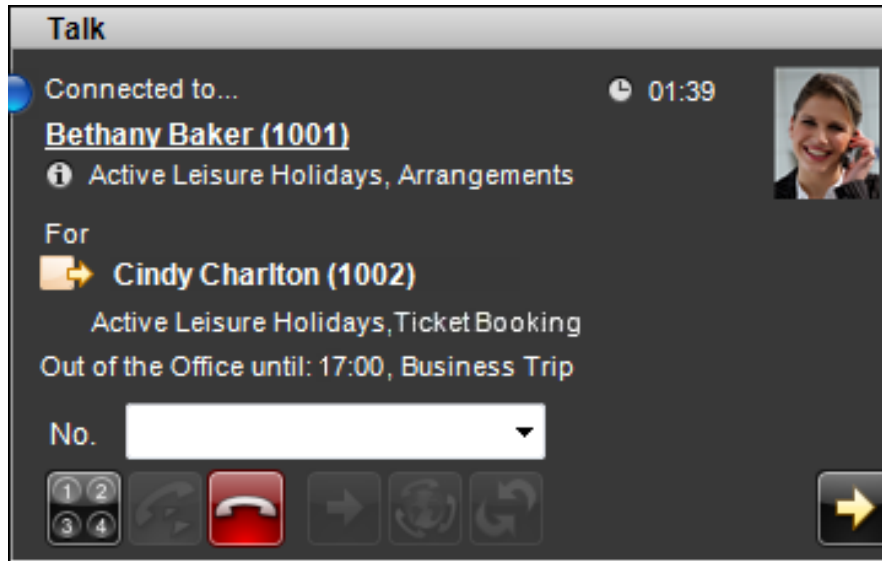 Talk
Connected to... 01:39
Bethany Baker (1001)
Active Leisure Holidays, Arrangements
For
Cindy Charlton (1002)
Active Leisure Holidays,Ticket Booking
Out of the Office until: 17:00, Business Trip
No.
1 2
3 4